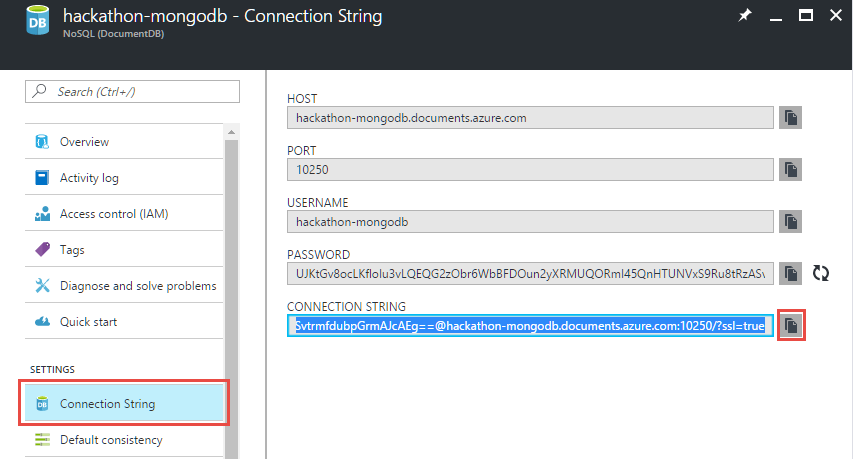 hackathon-mongodb - Connection String
NoSQL (DocumentDB)
Search (Ctrl+/)
Overview
Activity log
Access control (IAM)
Tags
Diagnose and solve problems
Quick start
SETTINGS
DB
Connection String
Default consistency
HOST
hackathon-mongodb.documents.azure.com
PORT
10250
USERNAME
hackathon-mongodb
PASSWORD
CONNECTION STRING
SvtrmfdubpGrmAJcAEg==@hackathon-mongodb.documents.azure.com:10250/?ssl=true